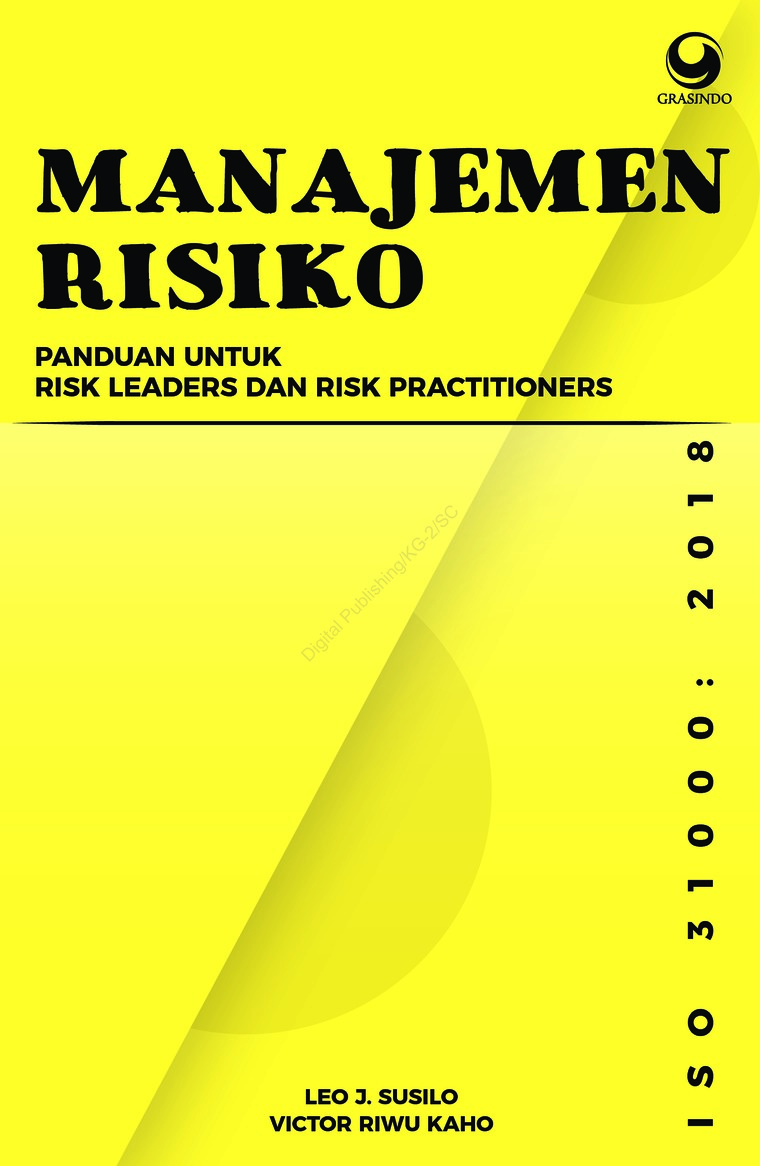 GRASINDO
MANAJEMEN
RISIKO
PANDUAN UNTUK
RISK LEADERS DAN RISK PRACTITIONERS
ISO 31000: 2018
Digital Publishing/KG-2/SC
LEO J. SUSILO
VICTOR RIWU KAHO